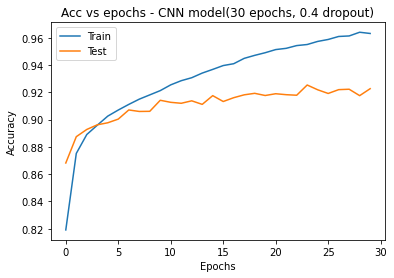 Acc vs epochs - CNN model(30 epochs, 0.4 dropout)
Train
Test
0.96
0.94
0.92
0.90
0.88
0.86
0.84
0.82
Accuracy
0 5 10 15 20 25 30
Epochs